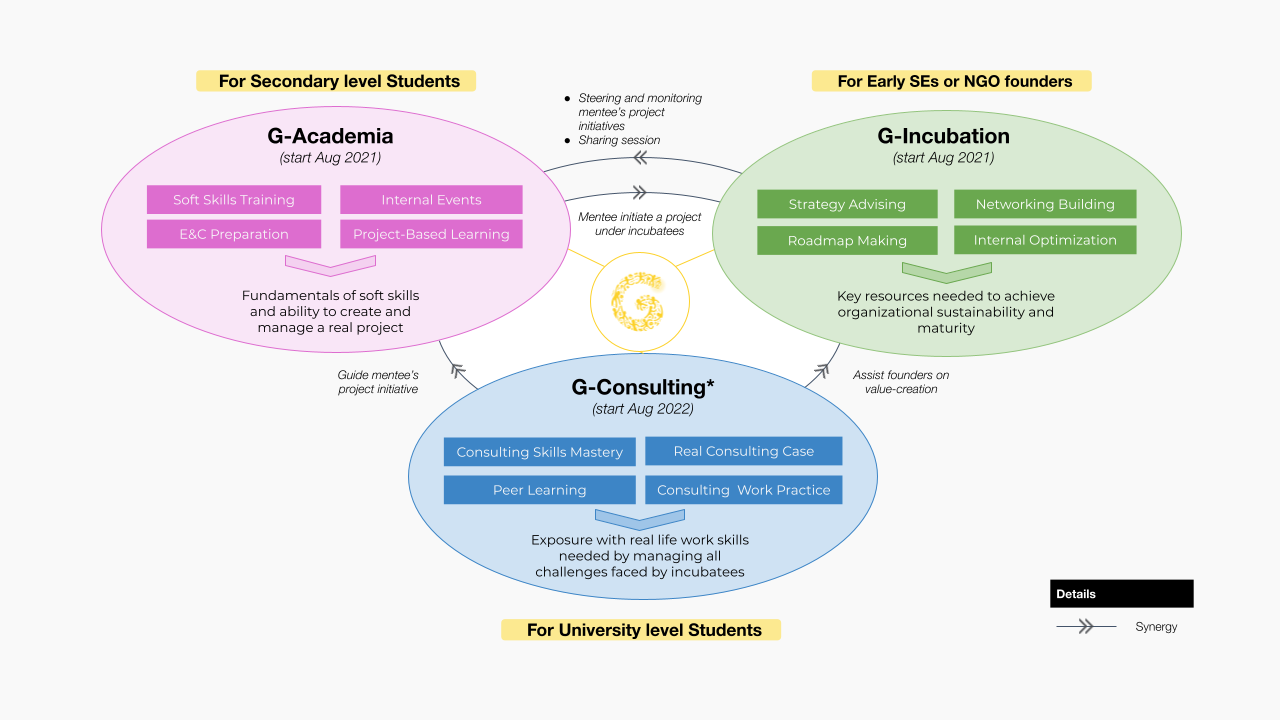 For Secondary level Students
G-Academia
(start Aug 2021)
Soft Skills Training
Internal Events
E&C Preparation
Project-Based Learning
Fundamentals of soft skills
and ability to create and
manage a real project
● Steering and monitoring
mentee's project
initiatives
● Sharing session
Mentee initiate a project
under incubatees
For Early SEs or NGO founders
G-Incubation
(start Aug 2021)
Strategy Advising
Networking Building
Roadmap Making
Internal Optimization
Key resources needed to achieve
organizational sustainability and
maturity
G
Guide mentee's
project initiative
Assist founders on
value-creation
G-Consulting*
(start Aug 2022)
Consulting Skills Mastery
Real Consulting Case
Peer Learning
Consulting Work Practice
Exposure with real life work skills
needed by managing all
challenges faced by incubatees
For University level Students
Details
Synergy